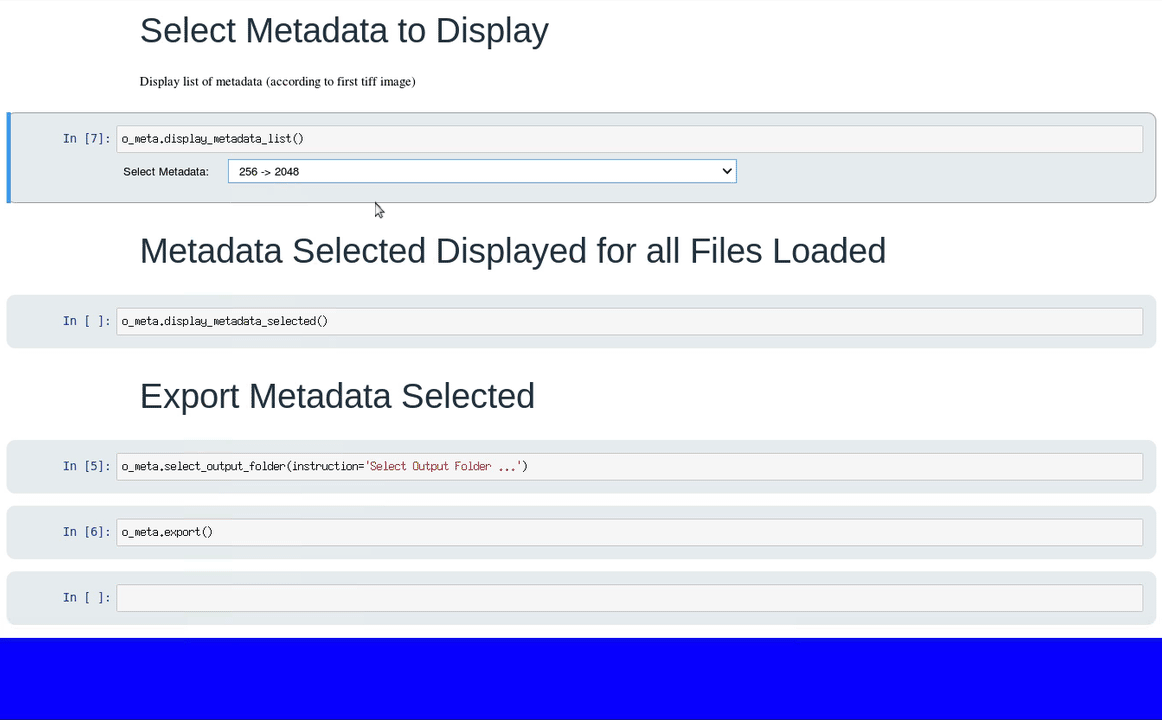 Select Metadata to Display
Display list of metadata (according to first tiff image)
In [7]: o_meta.display_metadata_list()
Select Metadata: 256 -> 2048
Metadata Selected Displayed for all Files Loaded
In [ ]: o_meta.display_metadata_selected()
Export Metadata Selected
In [5]: o_meta.select_output_folder(instruction='Select Output Folder ...')
In [6]: o_meta.export()
In [ ]: